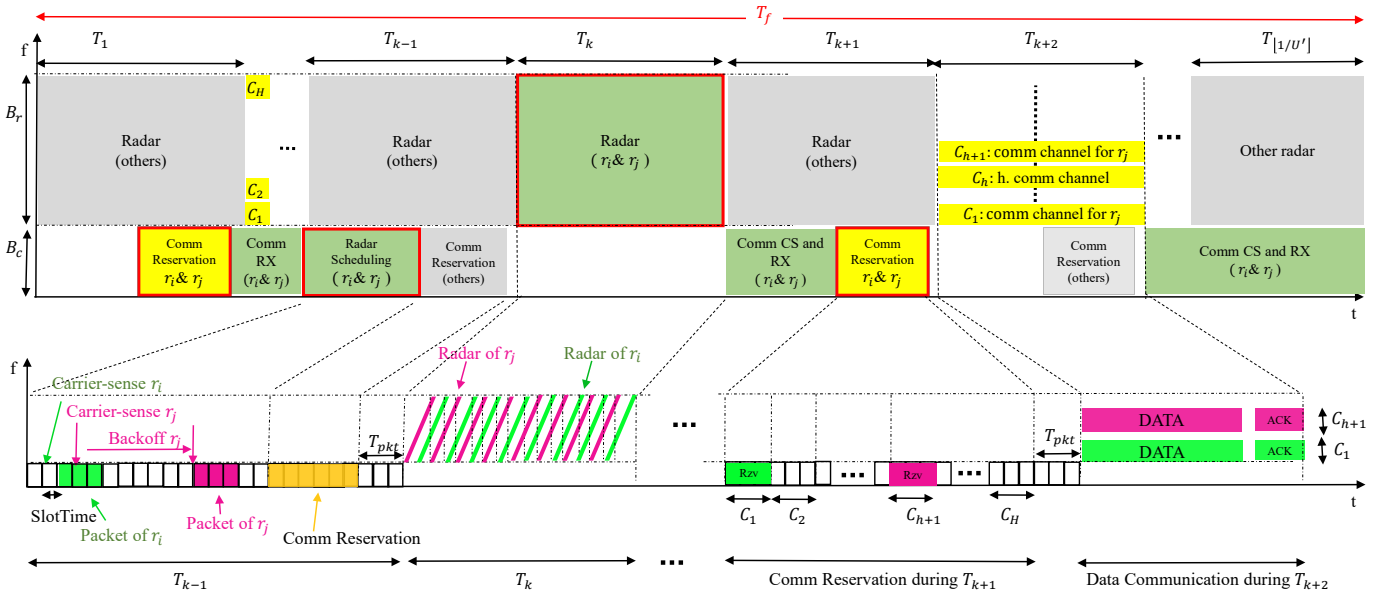 T_f
f
T_1
T_{k-1}
T_k
T_{k+1}
T_{k+2}
T_{⌊1/U′⌋}
B_r
Radar
(others)
C_H
C_2
C_1
...
Radar
(others)
Radar
( r_i& r_j )
Radar
(others)
C_{h+1}: comm channel for r_j
C_h: h. comm channel
C_1: comm channel for r_j
...
Other radar
B_c
Comm
Reservation
r_i& r_j
Comm
RX
(r_i& r_j)
Radar
Scheduling
( r_i& r_j )
Comm
Reservation
(others)
Comm CS and
RX
( r_i& r_j )
Comm
Reservation
r_i& r_j
Comm
Reservation
(others)
Comm CS and RX
( r_i& r_j )
t
f
Radar of r_j
Radar of r_i
Carrier-sense r_i
Carrier-sense r_j
Backoff r_j
T_{pkt}
...
T_{pkt}
DATA
ACK
C_{h+1}
DATA
ACK
C_1
Rzv
...
Rzv
...
t
SlotTime
Packet of r_i
Packet of r_j
Comm Reservation
C_1
C_2
C_{h+1}
C_H
T_{k-1}
T_k
...
Comm Reservation during T_{k+1}
Data Communication during T_{k+2}